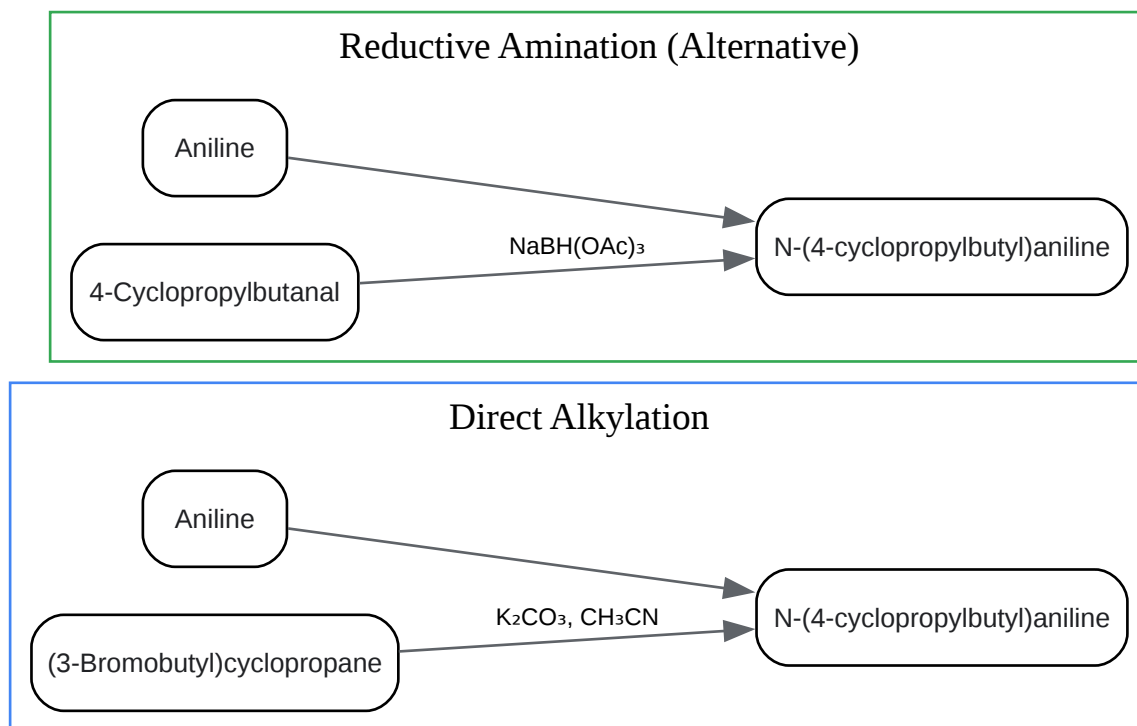 Reductive Amination (Alternative)
Aniline
NaBH(OAc)₃
N-(4-cyclopropylbutyl)aniline
4-Cyclopropylbutanal
Direct Alkylation
Aniline
K₂CO₃, CH₃CN
N-(4-cyclopropylbutyl)aniline
(3-Bromobutyl)cyclopropane